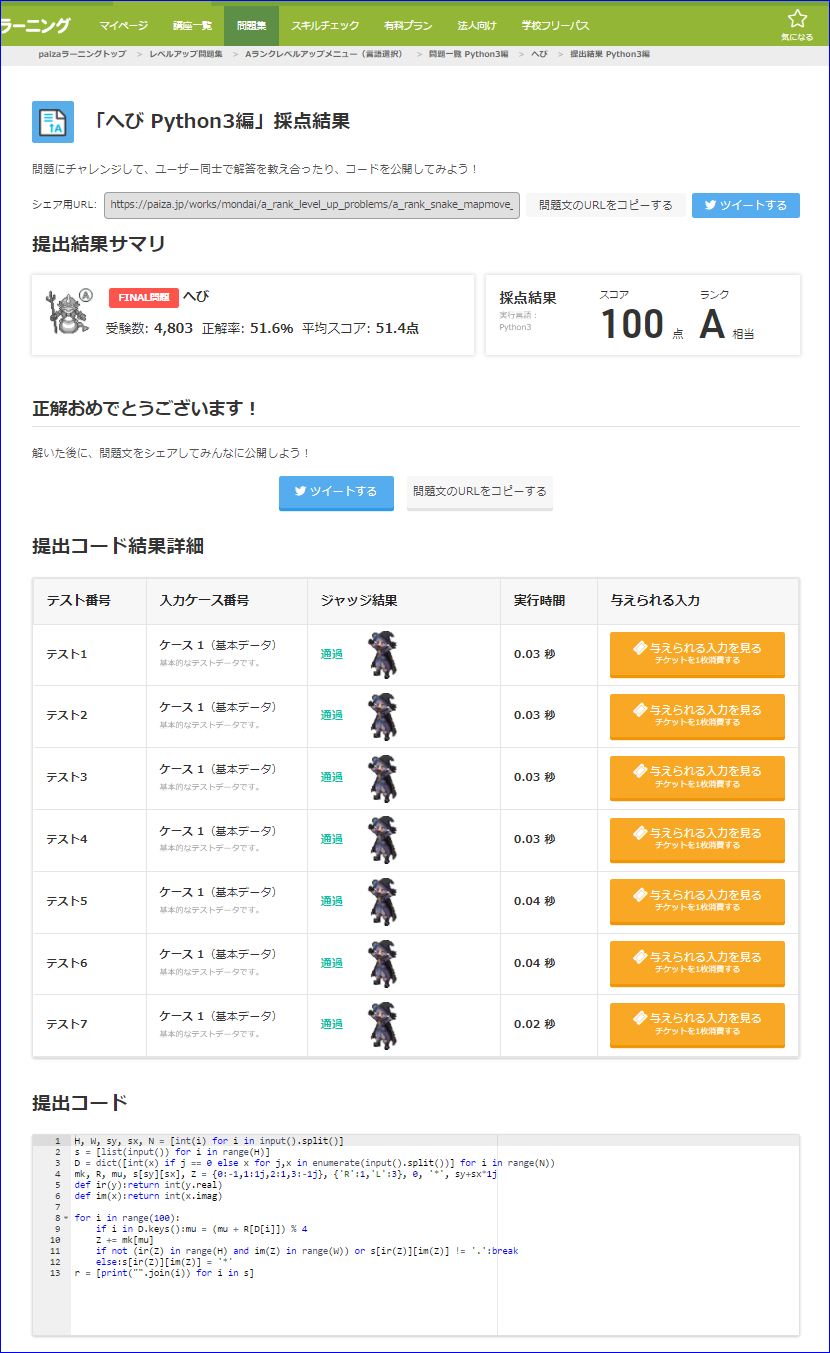 ラーニング
マイページ 講座一覧 問題集 スキルチェック 有料プラン 法人向け 学校フリーパス 気になる
paizaラーニングトップ > レベルアップ問題集 > Aランクレベルアップメニュー（言語選択） > 問題一覧 Python3編 > へび > 提出結果 Python3編
「へび Python3編」採点結果
問題にチャレンジして、ユーザー同士で解答を教え合ったり、コードを公開してみよう！
シェア用URL: https://paiza.jp/works/mondai/a_rank_level_up_problems/a_rank_snake_mapmove_ 問題文のURLをコピーする ツイートする
提出結果サマリ
A FINAL問題 へび
受験数: 4,803 正解率: 51.6% 平均スコア: 51.4点
採点結果
実行言語：
Python3
スコア
100 点
ランク
A 相当
正解おめでとうございます！
解いた後に、問題文をシェアしてみんなに公開しよう！
ツイートする 問題文のURLをコピーする
提出コード結果詳細
テスト番号 入力ケース番号 ジャッジ結果 実行時間 与えられる入力
テスト1 ケース 1（基本データ） 通過 0.03 秒 与えられる入力を見る
基本的なテストデータです。 チケットを1枚消費する
テスト2 ケース 1（基本データ） 通過 0.03 秒 与えられる入力を見る
基本的なテストデータです。 チケットを1枚消費する
テスト3 ケース 1（基本データ） 通過 0.03 秒 与えられる入力を見る
基本的なテストデータです。 チケットを1枚消費する
テスト4 ケース 1（基本データ） 通過 0.03 秒 与えられる入力を見る
基本的なテストデータです。 チケットを1枚消費する
テスト5 ケース 1（基本データ） 通過 0.04 秒 与えられる入力を見る
基本的なテストデータです。 チケットを1枚消費する
テスト6 ケース 1（基本データ） 通過 0.04 秒 与えられる入力を見る
基本的なテストデータです。 チケットを1枚消費する
テスト7 ケース 1（基本データ） 通過 0.02 秒 与えられる入力を見る
基本的なテストデータです。 チケットを1枚消費する
提出コード
1 H, W, sy, sx, N = [int(i) for i in input().split()]
2 s = [list(input()) for i in range(H)]
3 D = dict([int(x) if j == 0 else x for j,x in enumerate(input().split())] for i in range(N))
4 mk, R, mu, s[sy][sx], Z = {0:-1,1:1j,2:1,3:-1j}, {'R':1,'L':3}, 0, '*', sy+sx*1j
5 def ir(y):return int(y.real)
6 def im(x):return int(x.imag)
7
8 for i in range(100):
9     if i in D.keys():mu = (mu + R[D[i]]) % 4
10     Z += mk[mu]
11     if not (ir(Z) in range(H) and im(Z) in range(W)) or s[ir(Z)][im(Z)] != '.':break
12     else:s[ir(Z)][im(Z)] = '*'
13 r = [print("".join(i)) for i in s]